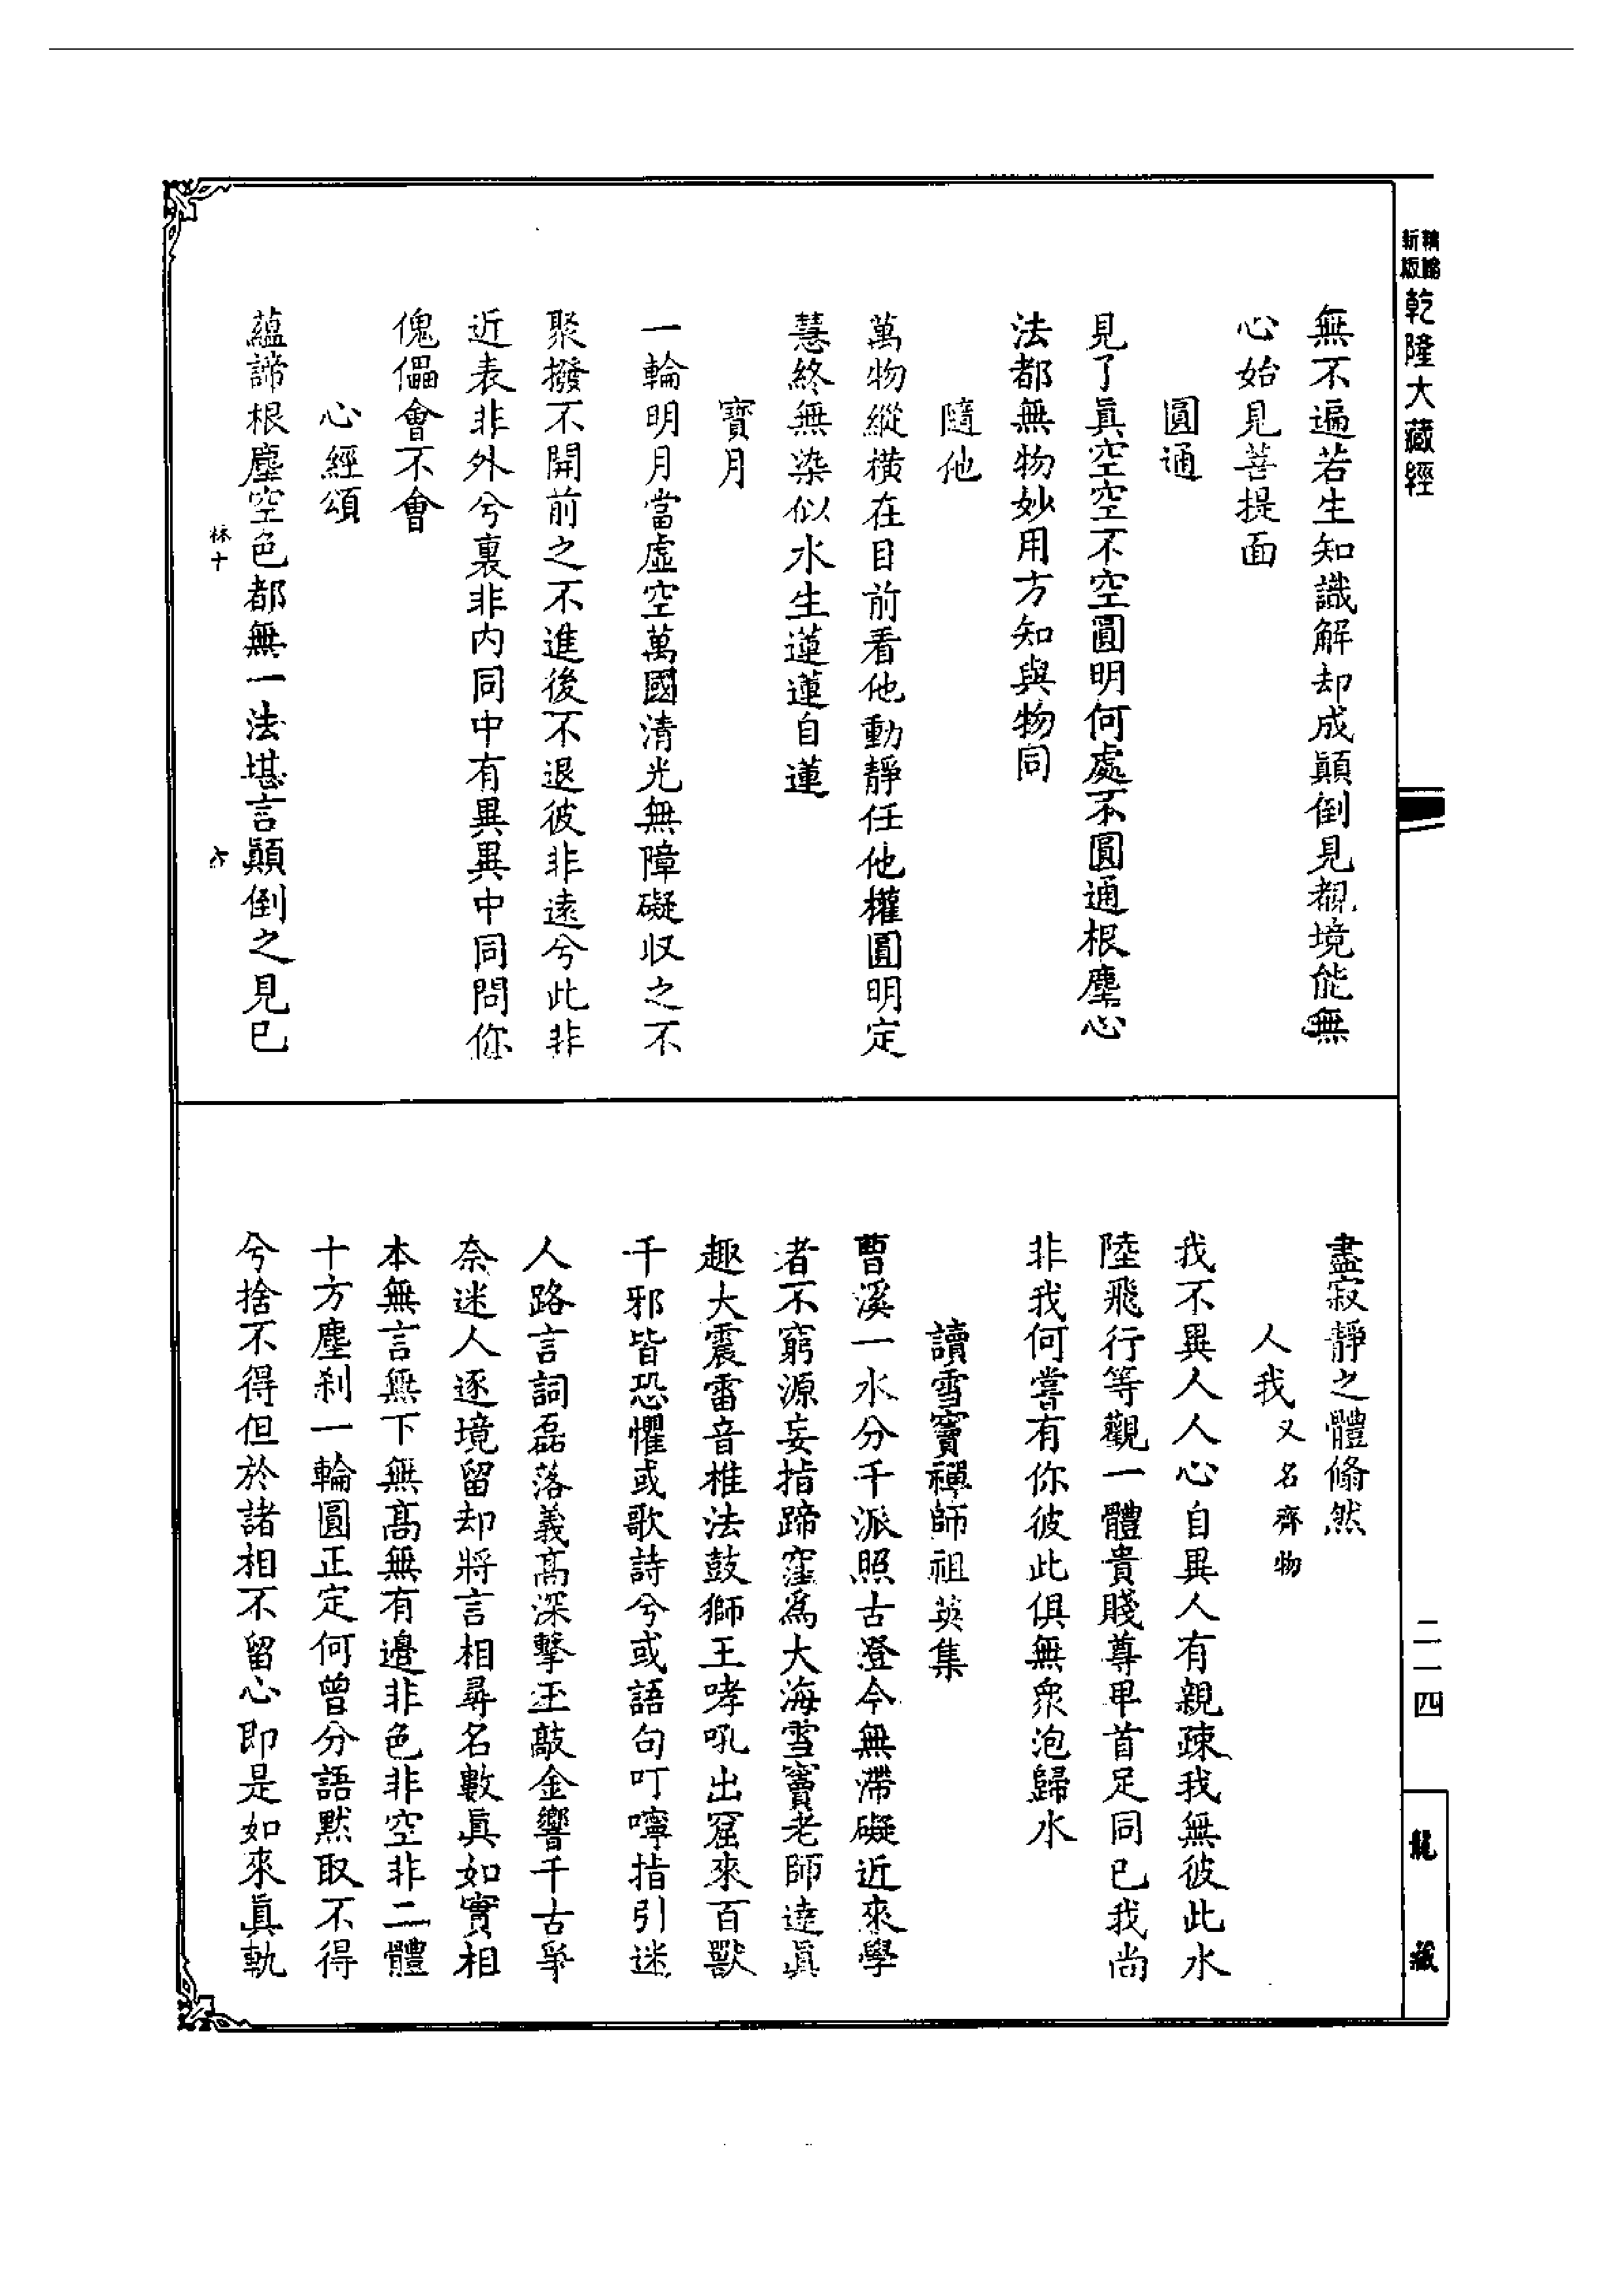 新版
精縮
乾隆大藏經
無不遍若生知識解却成顛倒見覩境能無
心始見菩提面
圓通
見了真空空不空圓明何處不圓通根塵心
法都無物妙用方知與物同
隨他
萬物縱橫在目前看他動靜任他權圓明定
慧終無染似水生蓮蓮自蓮
寶月
一輪明月當虛空萬國清光無障礙収之不
聚撥不開前之不進後不退彼非遠兮此非
近表非外兮裏非内同中有異異中同問你
傀儡會不會
心經頌
蘊諦根塵空色都無一法堪言顛倒之見已
十
六
盡寂靜之體翛然
人我又名齊物
我不異人人心自異人有親疎我無彼此水
陸飛行等觀一體貴賤尊卑首足同已我尚
非我何嘗有你彼此俱無衆泡歸水
讀雪竇禪師祖英集
曹溪一水分千派照古澄今無滯礙近來學
者不窮源妄指蹄窪為大海雪竇老師達眞
趣大震雷音椎法鼓獅王哮吼出窟來百獸
千邪皆恐懼或歌詩兮或語句叮嚀指引迷
人路言詞磊落義髙深擊玉敲金響千古爭
奈迷人逐境留却將言相尋名數眞如實相
本無言無下無髙無有邊非色非空非二體
十方塵刹一輪圓正定何曾分語默取不得
兮捨不得但於諸相不留心即是如來眞軌
二一四
龍藏